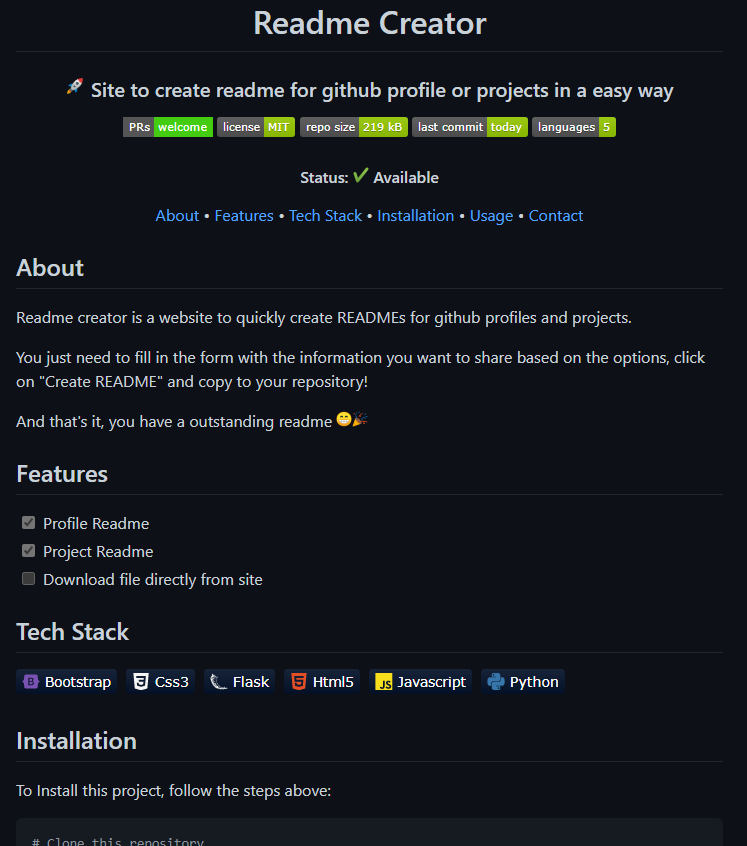 Readme Creator
🚀 Site to create readme for github profile or projects in a easy way
PRs welcome license MIT repo size 219 kB last commit today languages 5
Status: ✔ Available
About • Features • Tech Stack • Installation • Usage • Contact
About
Readme creator is a website to quickly create READMEs for github profiles and projects.
You just need to fill in the form with the information you want to share based on the options, click
on "Create README" and copy to your repository!
And that's it, you have a outstanding readme 😁🎉
Features
Profile Readme
Project Readme
Download file directly from site
Tech Stack
Bootstrap Css3 Flask Html5 Javascript Python
Installation
To Install this project, follow the steps above:
# Clone this repository